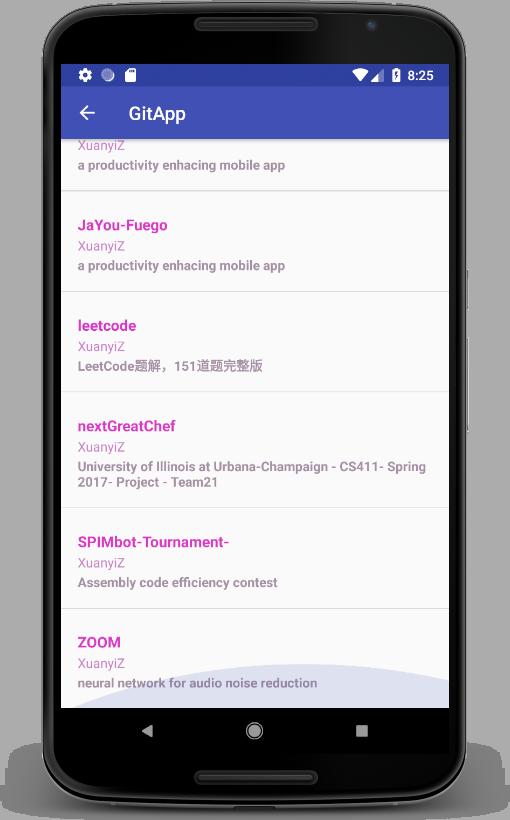 8:25
GitApp
XuanyiZ
a productivity enhacing mobile app
JaYou-Fuego
XuanyiZ
a productivity enhacing mobile app
leetcode
XuanyiZ
LeetCode题解，151道题完整版
nextGreatChef
XuanyiZ
University of Illinois at Urbana-Champaign - CS411- Spring
2017- Project - Team21
SPIMbot-Tournament-
XuanyiZ
Assembly code efficiency contest
ZOOM
XuanyiZ
neural network for audio noise reduction